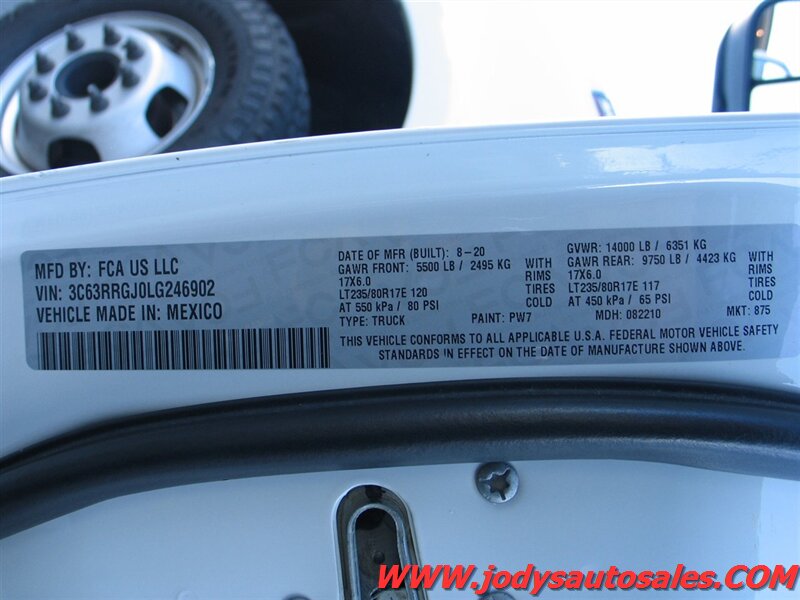 MFD BY: FCA US LLC
VIN: 3C63RRGJ0LG246902
VEHICLE MADE IN: MEXICO
DATE OF MFR (BUILT): 8-20
GVWR: 14000 LB / 6351 KG
GAWR FRONT: 5500 LB / 2495 KG WITH
GAWR REAR: 9750 LB / 4423 KG WITH
17X6.0 RIMS
17X6.0 RIMS
LT235/80R17E 120 TIRES
LT235/80R17E 117 TIRES
AT 550 kPa / 80 PSI
AT 450 kPa / 65 PSI
TYPE: TRUCK PAINT: PW7 MDH: 082210 MKT: 875
THIS VEHICLE CONFORMS TO ALL APPLICABLE U.S.A. FEDERAL MOTOR VEHICLE SAFETY
STANDARDS IN EFFECT ON THE DATE OF MANUFACTURE SHOWN ABOVE.
WWW.jodysautosales.COM